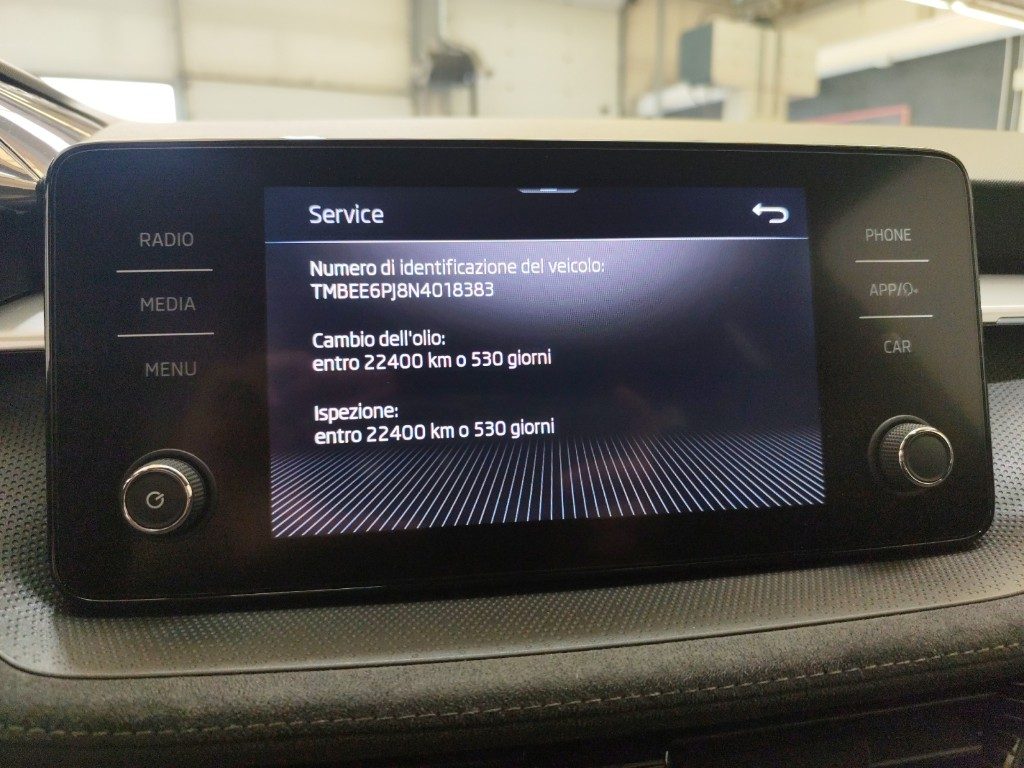 Service
RADIO
MEDIA
MENU
Numero di identificazione del veicolo:
TMBEE6PJ8N4018383
Cambio dell'olio:
entro 22400 km o 530 giorni
Ispezione:
entro 22400 km o 530 giorni
PHONE
APP/
CAR